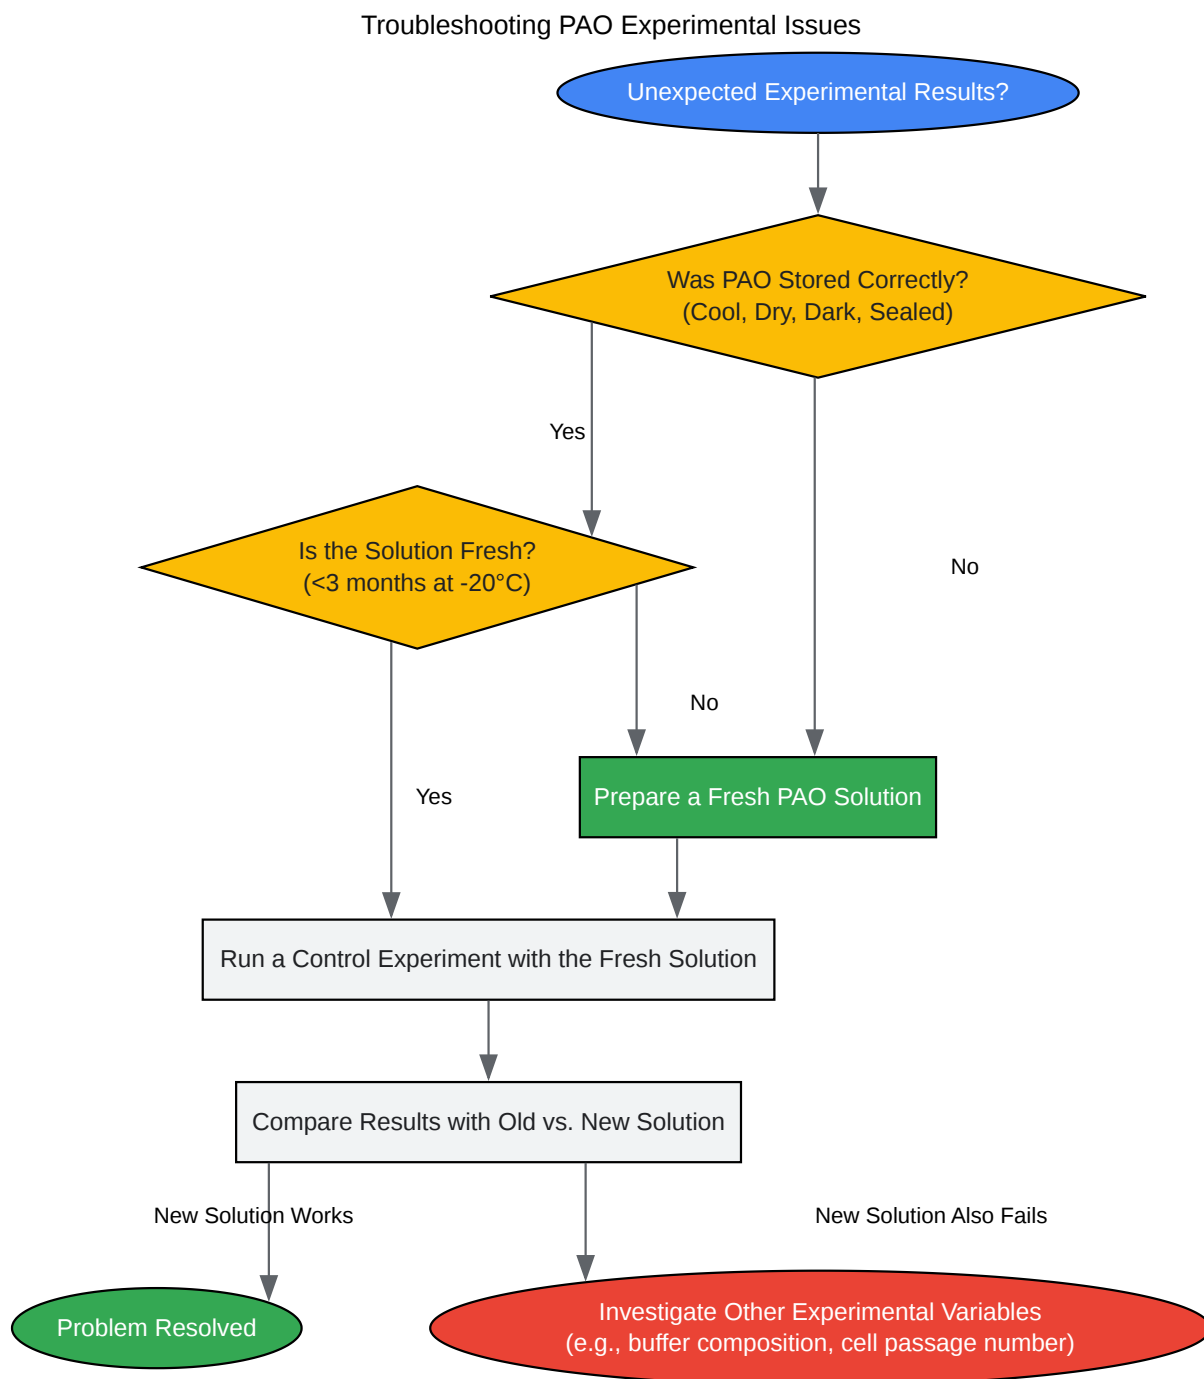 Troubleshooting PAO Experimental Issues
Unexpected Experimental Results?
Was PAO Stored Correctly?
(Cool, Dry, Dark, Sealed)
Yes
No
Is the Solution Fresh?
(<3 months at -20°C)
No
Yes
Prepare a Fresh PAO Solution
Run a Control Experiment with the Fresh Solution
Compare Results with Old vs. New Solution
New Solution Works
New Solution Also Fails
Problem Resolved
Investigate Other Experimental Variables
(e.g., buffer composition, cell passage number)